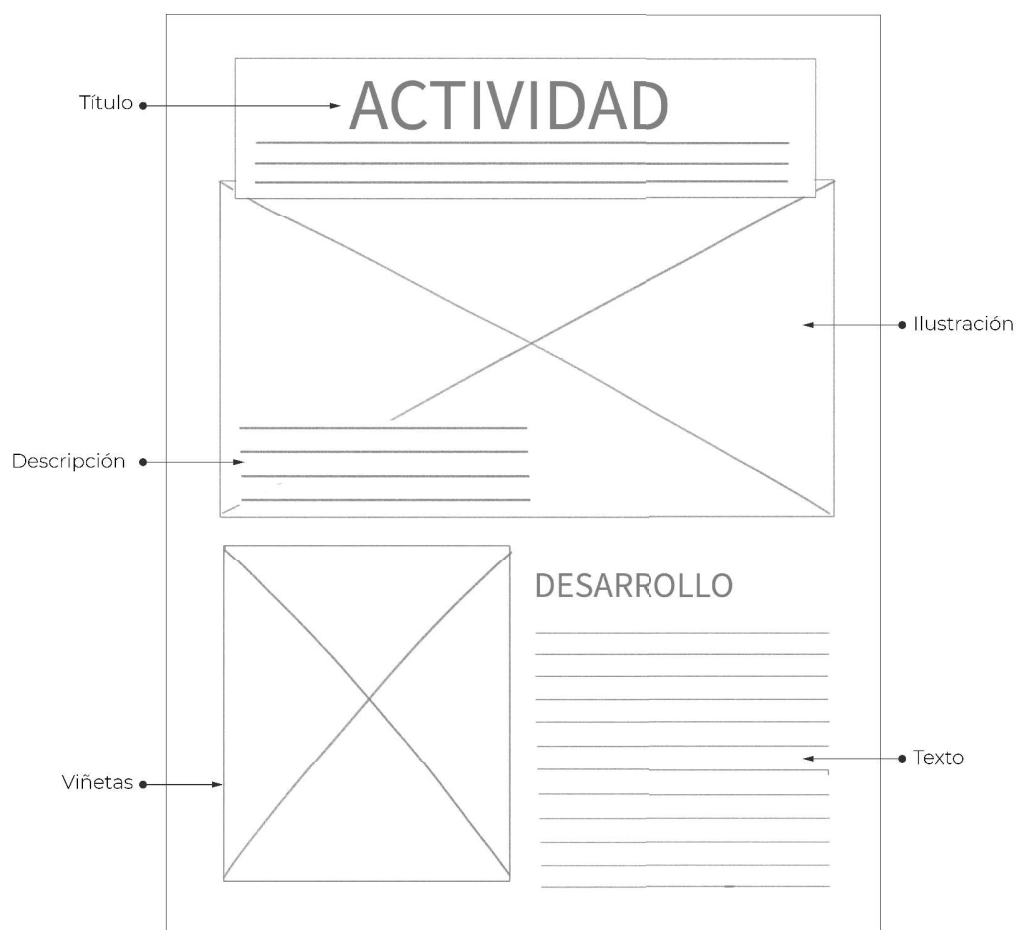 Título
ACTIVIDAD
Ilustración
Descripción
DESARROLLO
Texto
Viñetas